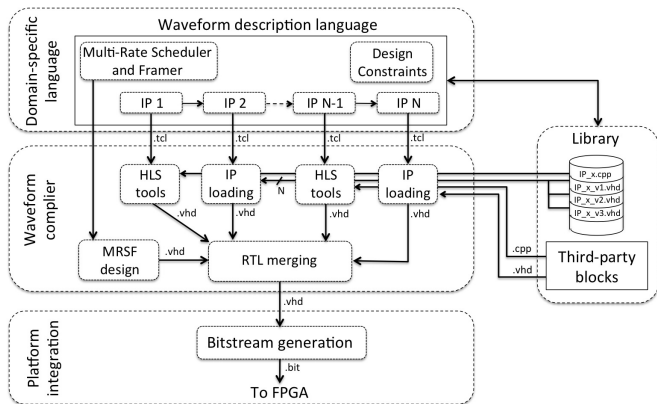 Domain-specific
language
Waveform description language
Multi-Rate Scheduler
and Framer
Design
Constraints
IP 1
IP 2
IP N-1
IP N
.tcl
.tcl
.tcl
.tcl
Waveform
complier
HLS
tools
IP
loading
N
HLS
tools
IP
loading
.vhd
.vhd
.vhd
.vhd
MRSF
design
.vhd
RTL merging
.vhd
Library
IP_x.cpp
IP_x_v1.vhd
IP_x_v2.vhd
IP_x_v3.vhd
.cpp
.vhd
Third-party
blocks
Platform
integration
Bitstream generation
.bit
To FPGA